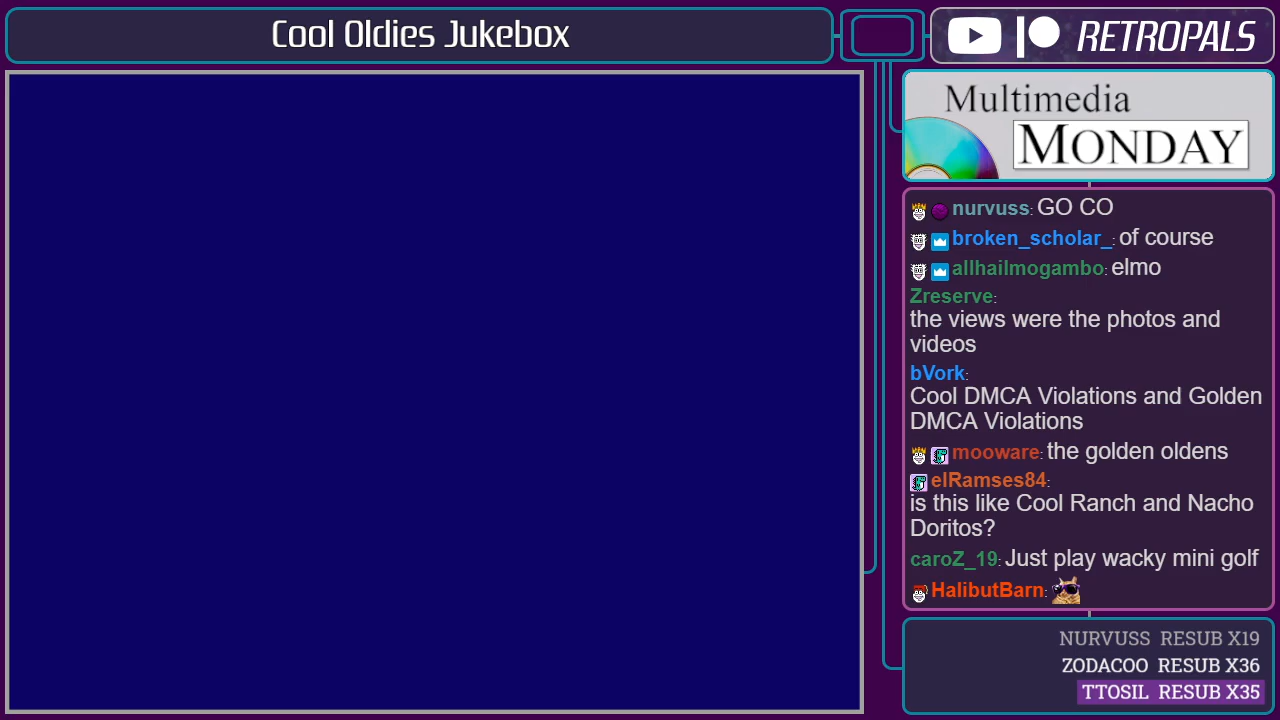 Cool Oldies Jukebox
RETROPALS
Multimedia
MONDAY
nurvuss: GO CO
broken_scholar_: of course
allhailmogambo: elmo
Zreserve:
the views were the photos and
videos
bVork:
Cool DMCA Violations and Golden
DMCA Violations
mooware: the golden oldens
elRamses84:
is this like Cool Ranch and Nacho
Doritos?
caroZ_19: Just play wacky mini golf
HalibutBarn:
NURVUSS RESUB X19
ZODACOO RESUB X36
TTOSIL RESUB X35